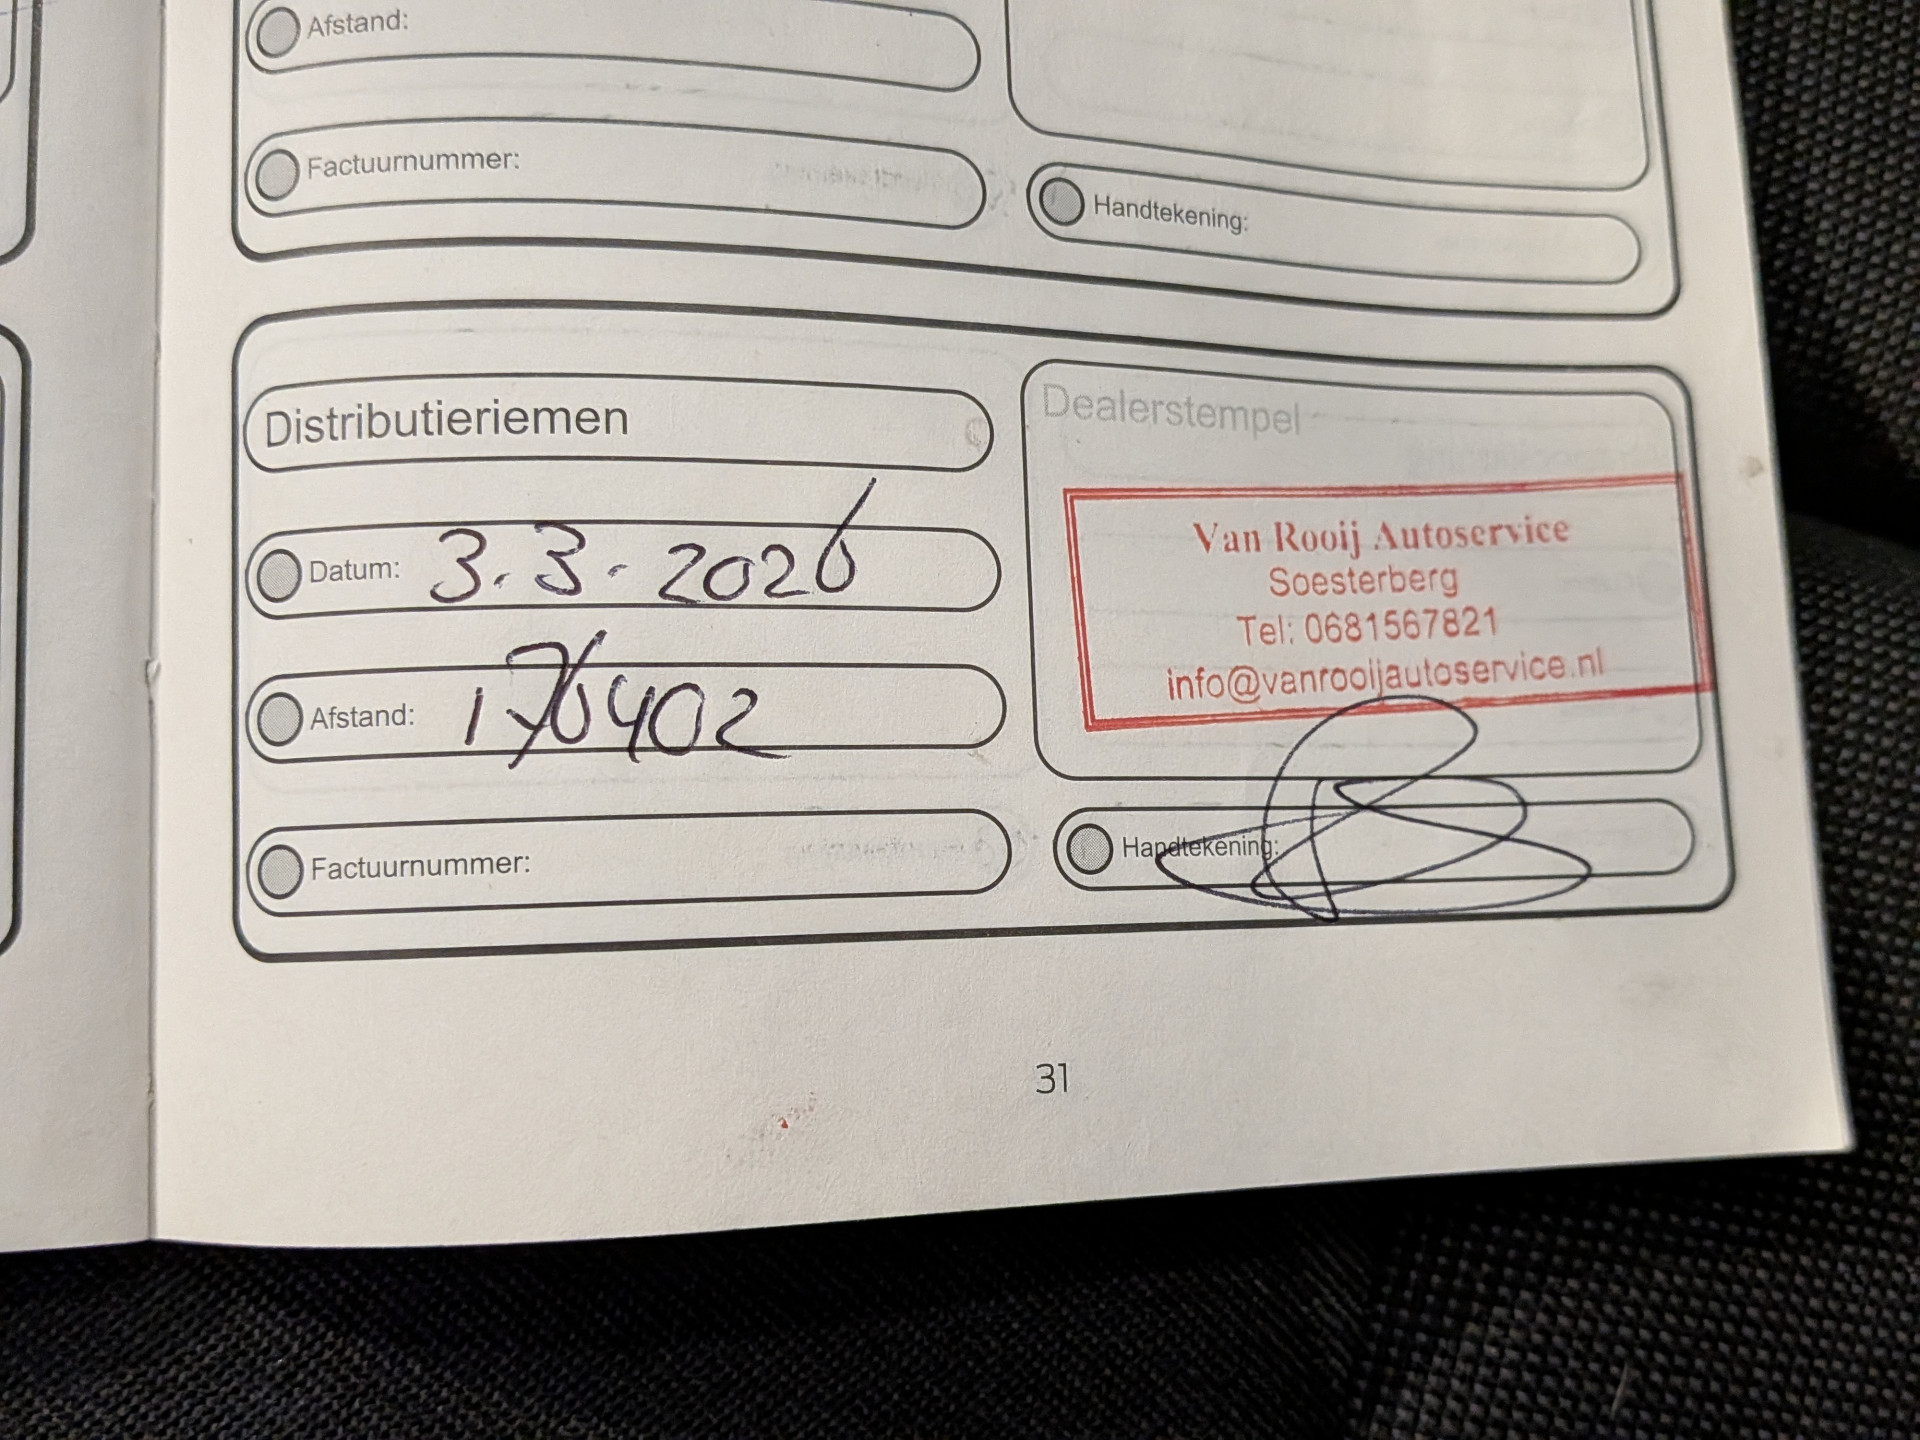 Afstand:
Factuurnummer:
Handtekening:
Distributieriemen
Dealerstempel
Datum: 3.3.2026
Van Rooij Autoservice
Soesterberg
Tel: 0681567821
info@vanrooijautoservice.nl
Afstand: 176402
Factuurnummer:
Handtekening:
31